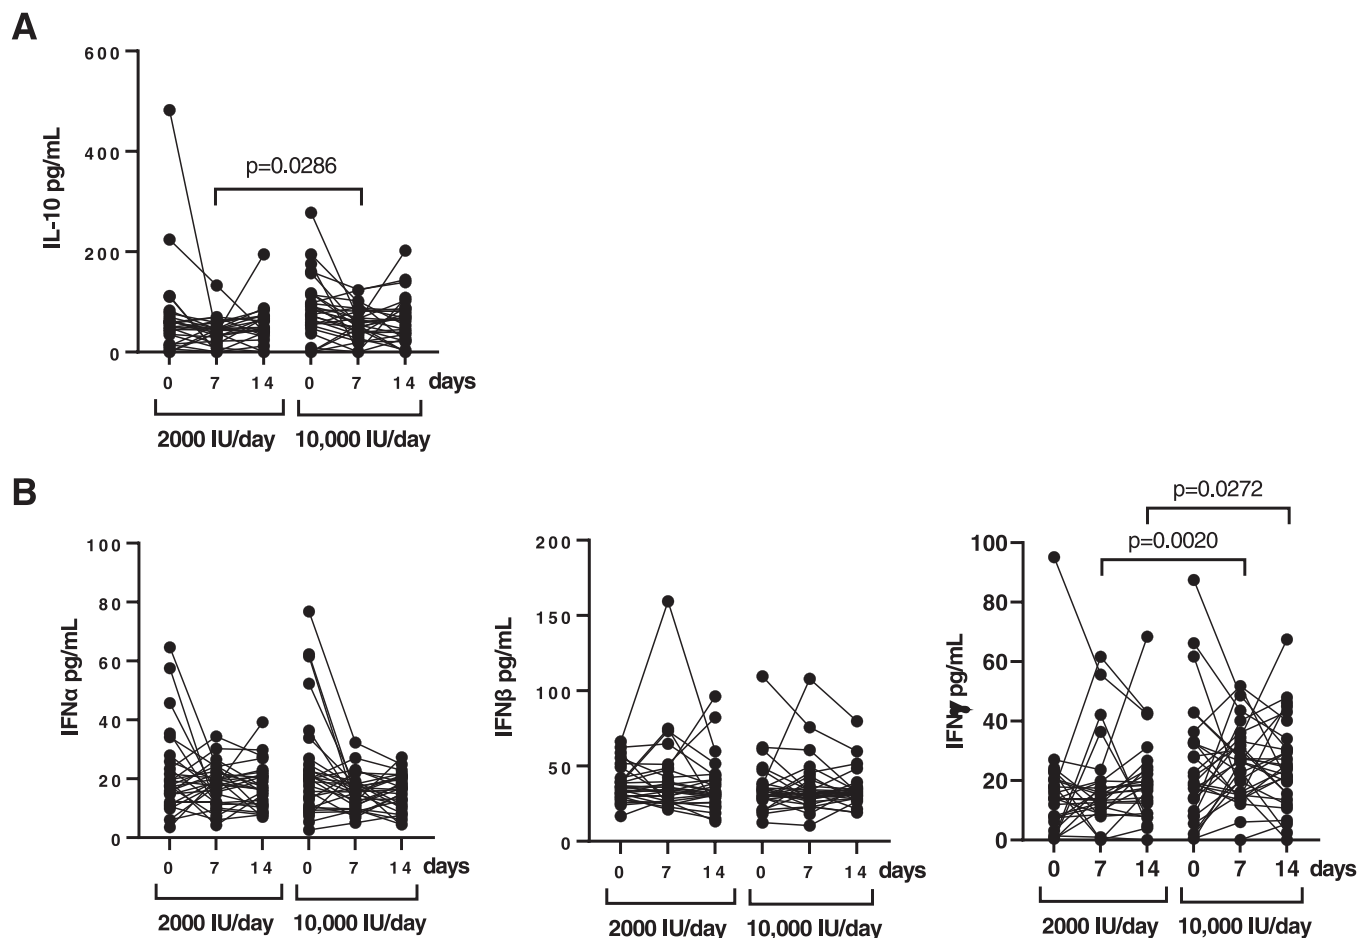 A
600
400
200
0
IL-10 pg/mL
p=0.0286
0 7 14 0 7 14 days
2000 IU/day 10,000 IU/day
B
100
80
60
40
20
0
IFNα pg/mL
0 7 14 0 7 14 days
2000 IU/day 10,000 IU/day
200
150
100
50
0
IFNβ pg/mL
0 7 14 0 7 14 days
2000 IU/day 10,000 IU/day
p=0.0272
p=0.0020
100
80
60
40
20
0
IFNγ pg/mL
0 7 14 0 7 14 days
2000 IU/day 10,000 IU/day